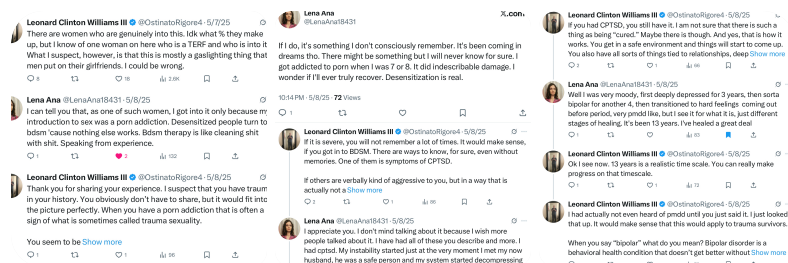 Leonard Clinton Williams III @OstinatoRigore4 · 5/7/25
There are women who are genuinely into this. Idk what % they make
up, but I know of one woman on here who is a TERF and who is into it.
What I suspect, however, is that this is mostly a gaslighting thing that
men put on their girlfriends. I could be wrong.
8 18 2.6K
Lena Ana @LenaAna18431 · 5/8/25
I can tell you that, as one of such women, I got into it only because my
introduction to sex was a porn addiction. Desensitized people turn to
bdsm 'cause nothing else works. Bdsm therapy is like cleaning shit
with shit. Speaking from experience.
1 2 132
Leonard Clinton Williams III @OstinatoRigore4 · 5/8/25
Thank you for sharing your experience. I suspect that you have trauma
in your history. You obviously don't have to share, but it would fit into
the picture perfectly. When you have a porn addiction that is often a
sign of what is sometimes called trauma sexuality.
You seem to be Show more
1 1 96
Lena Ana
@LenaAna18431
If I do, it's something I don't consciously remember. It's been coming in
dreams tho. There might be something but I will never know for sure. I
got addicted to porn when I was 7 or 8. It did indescribable damage. I
wonder if I'll ever truly recover. Desensitization is real.
10:14 PM · 5/8/25 · 72 Views
1
Leonard Clinton Williams III @OstinatoRigore4 · 5/8/25
If it is severe, you will not remember a lot of times. It would make sense,
if you got in to BDSM. There are ways to know, for sure, even without
memories. One of them is symptoms of CPTSD.
If others are verbally kind of aggressive to you, but in a way that is
actually not a Show more
2 1 86
Lena Ana @LenaAna18431 · 5/8/25
I appreciate you. I don't mind talking about it because I wish more
people talked about it. I have had all of these you describe and more. I
had cptsd. My instability started just at the very moment I met my now
husband, he was a safe person and my system started decompressing
Leonard Clinton Williams III @OstinatoRigore4 · 5/8/25
If you had CPTSD, you still have it. I am not sure that there is such a
thing as being "cured." Maybe there is though. And yes, that is how it
works. You get in a safe environment and things will start to come up.
You also have all sorts of things tied to relationships, deep Show more
2 1 66
Lena Ana @LenaAna18431 · 5/8/25
Well I was very moody, first deeply depressed for 3 years, then sorta
bipolar for another 4, then transitioned to hard feelings coming out
before period, very pmdd like, but I see it for what it is, just different
stages of healing, it's been 13 years. I've healed a great deal
1 1 63
Leonard Clinton Williams III @OstinatoRigore4 · 5/8/25
Ok I see now. 13 years is a realistic time scale. You can really make
progress on that timescale.
1 1 72
Leonard Clinton Williams III @OstinatoRigore4 · 5/8/25
I had actually not even heard of pmdd until you just said it. I just looked
that up. It would make sense that this would apply to trauma survivors.
When you say "bipolar" what do you mean? Bipolar disorder is a
behavioral health condition that doesn't get better without Show more